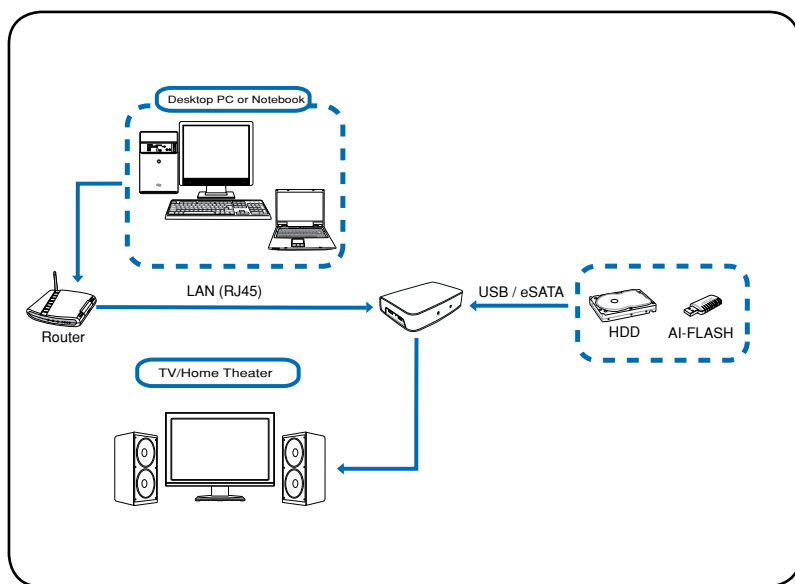 Desktop PC or Notebook
LAN (RJ45)
USB / eSATA
Router
HDD
AI-FLASH
TV/Home Theater